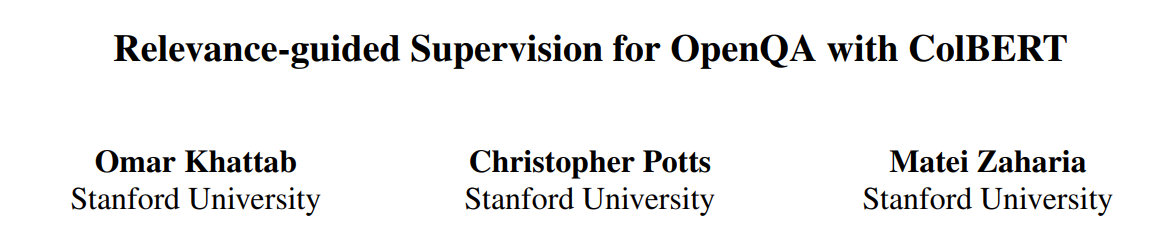 Relevance-guided Supervision for OpenQA with ColBERT
Omar Khattab Christopher Potts Matei Zaharia
Stanford University Stanford University Stanford University